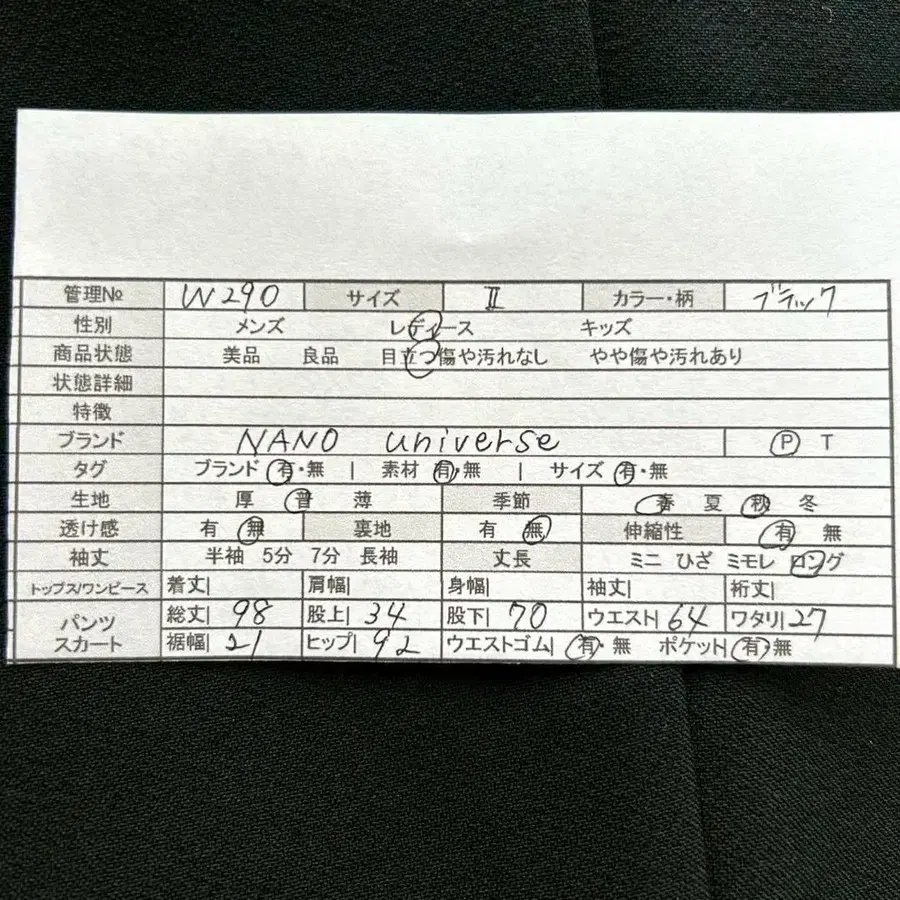 管理№ W290 サイズ Ⅱ カラー・柄 ブラック
性別 メンズ レディース キッズ
商品状態 美品 良品 目立つ傷や汚れなし やや傷や汚れあり
状態詳細
特徴
ブランド NANO universe P T
タグ ブランド 有・無 | 素材 有・無 | サイズ 有・無
生地 厚 普 薄 季節 春 夏 秋 冬
透け感 有 無 裏地 有 無 伸縮性 有 無
袖丈 半袖 5分 7分 長袖 丈長 ミニ ひざ ミモレ ロング
トップス/ワンピース 着丈| 肩幅| 身幅| 袖丈| 裄丈|
パンツ スカート 総丈| 98 股上| 34 股下| 70 ウエスト| 64 ワタリ| 27
裾幅| 21 ヒップ| 92 ウエストゴム| 有・無 ポケット| 有・無